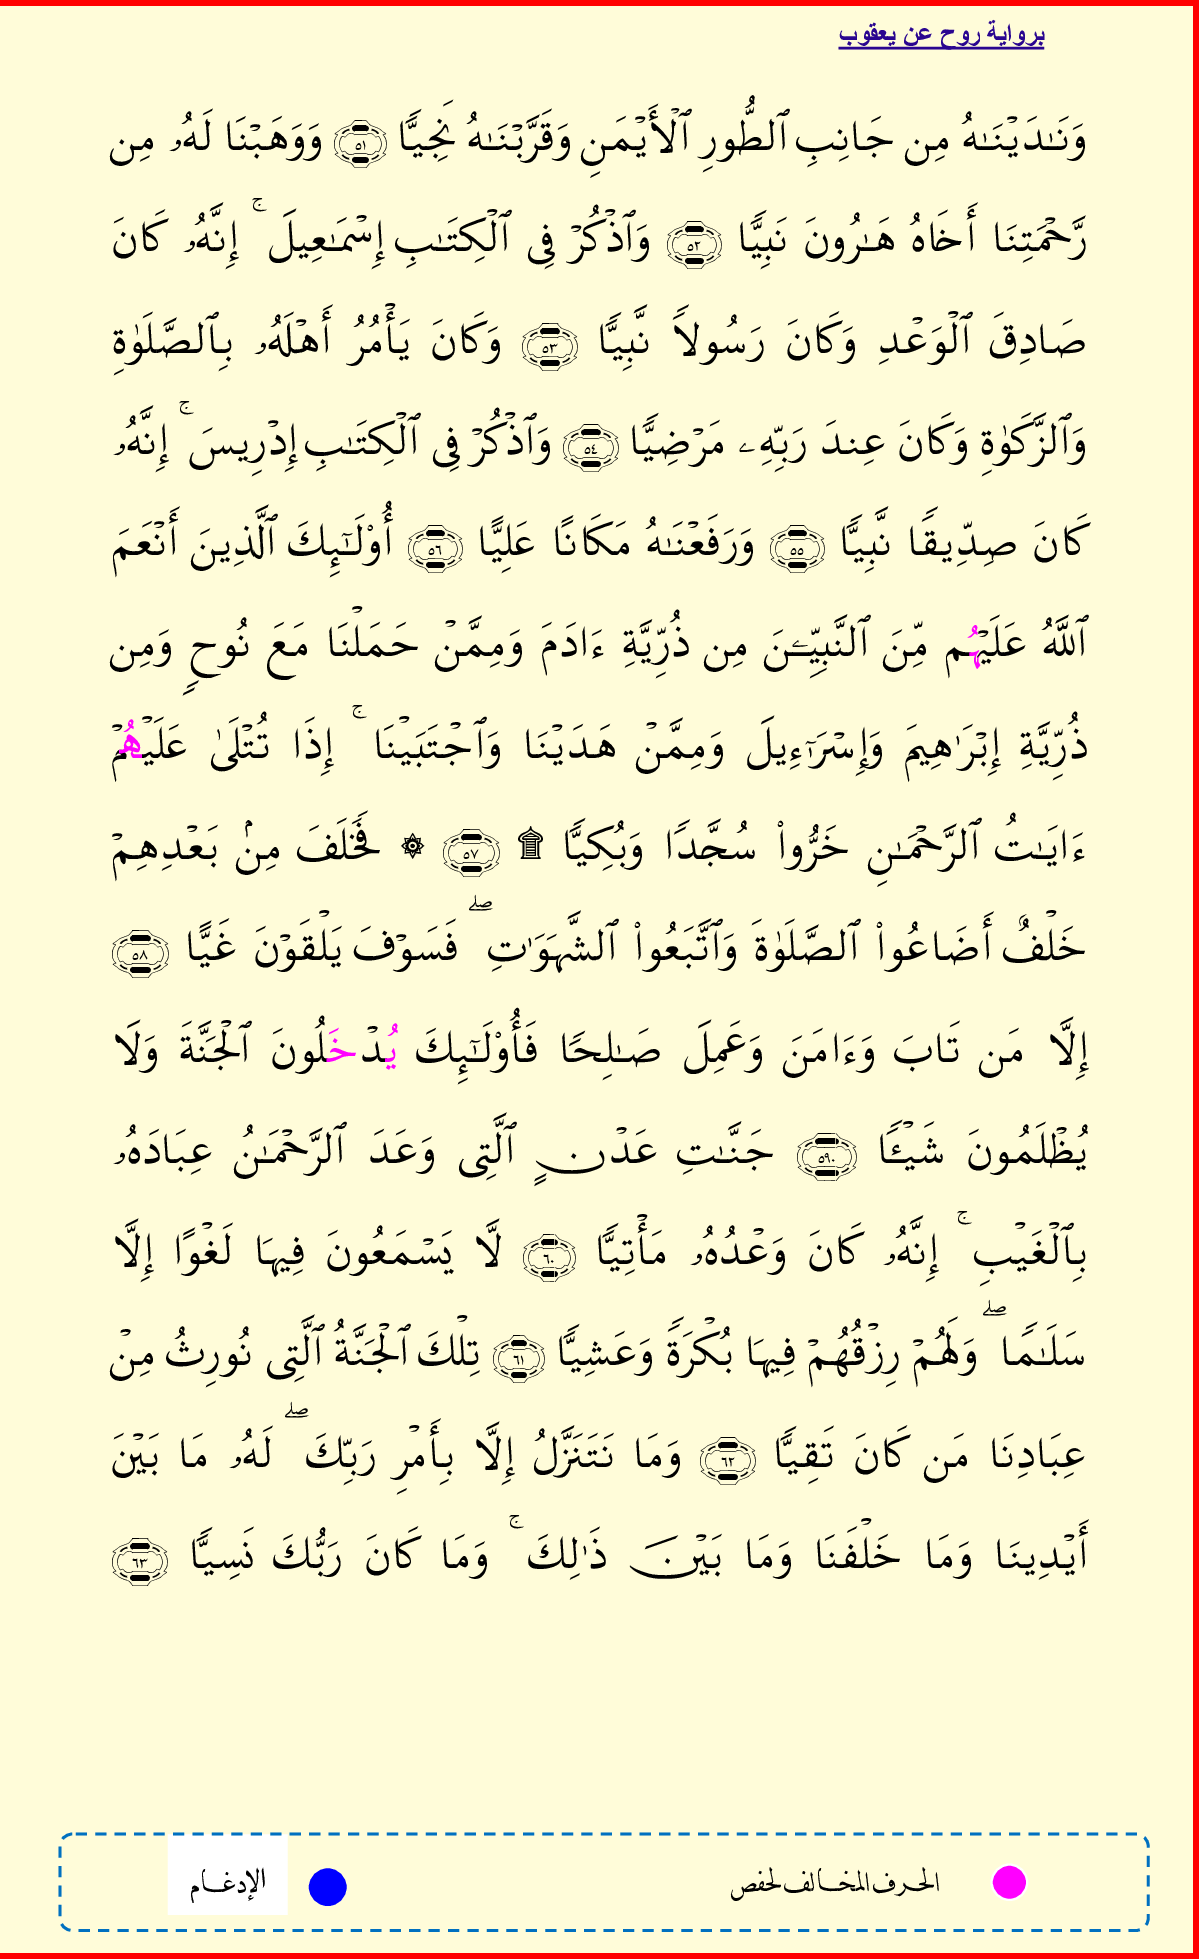 برواية روح عن يعقوب
وَنَٰدَيْنَٰهُ مِن جَانِبِ ٱلطُّورِ ٱلْأَيْمَنِ وَقَرَّبْنَٰهُ نَجِيًّا ٥١ وَوَهَبْنَا لَهُۥ مِن
رَّحْمَتِنَا أَخَاهُ هَٰرُونَ نَبِيًّا ٥٢ وَٱذْكُرْ فِى ٱلْكِتَٰبِ إِسْمَٰعِيلَ ۚ إِنَّهُۥ كَانَ
صَادِقَ ٱلْوَعْدِ وَكَانَ رَسُولًا نَّبِيًّا ٥٣ وَكَانَ يَأْمُرُ أَهْلَهُۥ بِٱلصَّلَوٰةِ
وَٱلزَّكَوٰةِ وَكَانَ عِندَ رَبِّهِۦ مَرْضِيًّا ٥٤ وَٱذْكُرْ فِى ٱلْكِتَٰبِ إِدْرِيسَ ۚ إِنَّهُۥ
كَانَ صِدِّيقًا نَّبِيًّا ٥٥ وَرَفَعْنَٰهُ مَكَانًا عَلِيًّا ٥٦ أُو۟لَٰٓئِكَ ٱلَّذِينَ أَنْعَمَ
ٱللَّهُ عَلَيْهُم مِّنَ ٱلنَّبِيِّـۧنَ مِن ذُرِّيَّةِ ءَادَمَ وَمِمَّنْ حَمَلْنَا مَعَ نُوحٍ وَمِن
ذُرِّيَّةِ إِبْرَٰهِيمَ وَإِسْرَٰٓءِيلَ وَمِمَّنْ هَدَيْنَا وَٱجْتَبَيْنَا ۚ إِذَا تُتْلَىٰ عَلَيْهُمْ
ءَايَٰتُ ٱلرَّحْمَٰنِ خَرُّوا۟ سُجَّدًا وَبُكِيًّا ۩ ٥٧ ۞ فَخَلَفَ مِنۢ بَعْدِهِمْ
خَلْفٌ أَضَاعُوا۟ ٱلصَّلَوٰةَ وَٱتَّبَعُوا۟ ٱلشَّهَوَٰتِ ۖ فَسَوْفَ يَلْقَوْنَ غَيًّا ٥٨
إِلَّا مَن تَابَ وَءَامَنَ وَعَمِلَ صَٰلِحًا فَأُو۟لَٰٓئِكَ يُدْخَلُونَ ٱلْجَنَّةَ وَلَا
يُظْلَمُونَ شَيْـًٔا ٥٩٠ جَنَّٰتِ عَدْنٍ ٱلَّتِى وَعَدَ ٱلرَّحْمَٰنُ عِبَادَهُۥ
بِٱلْغَيْبِ ۚ إِنَّهُۥ كَانَ وَعْدُهُۥ مَأْتِيًّا ٦٠ لَّا يَسْمَعُونَ فِيهَا لَغْوًا إِلَّا
سَلَٰمًا ۖ وَلَهُمْ رِزْقُهُمْ فِيهَا بُكْرَةً وَعَشِيًّا ٦١ تِلْكَ ٱلْجَنَّةُ ٱلَّتِى نُورِثُ مِنْ
عِبَادِنَا مَن كَانَ تَقِيًّا ٦٢ وَمَا نَتَنَزَّلُ إِلَّا بِأَمْرِ رَبِّكَ ۖ لَهُۥ مَا بَيْنَ
أَيْدِينَا وَمَا خَلْفَنَا وَمَا بَيْنَ ذَٰلِكَ ۚ وَمَا كَانَ رَبُّكَ نَسِيًّا ٦٣
الحرف المخالف لحفص
الإدغام